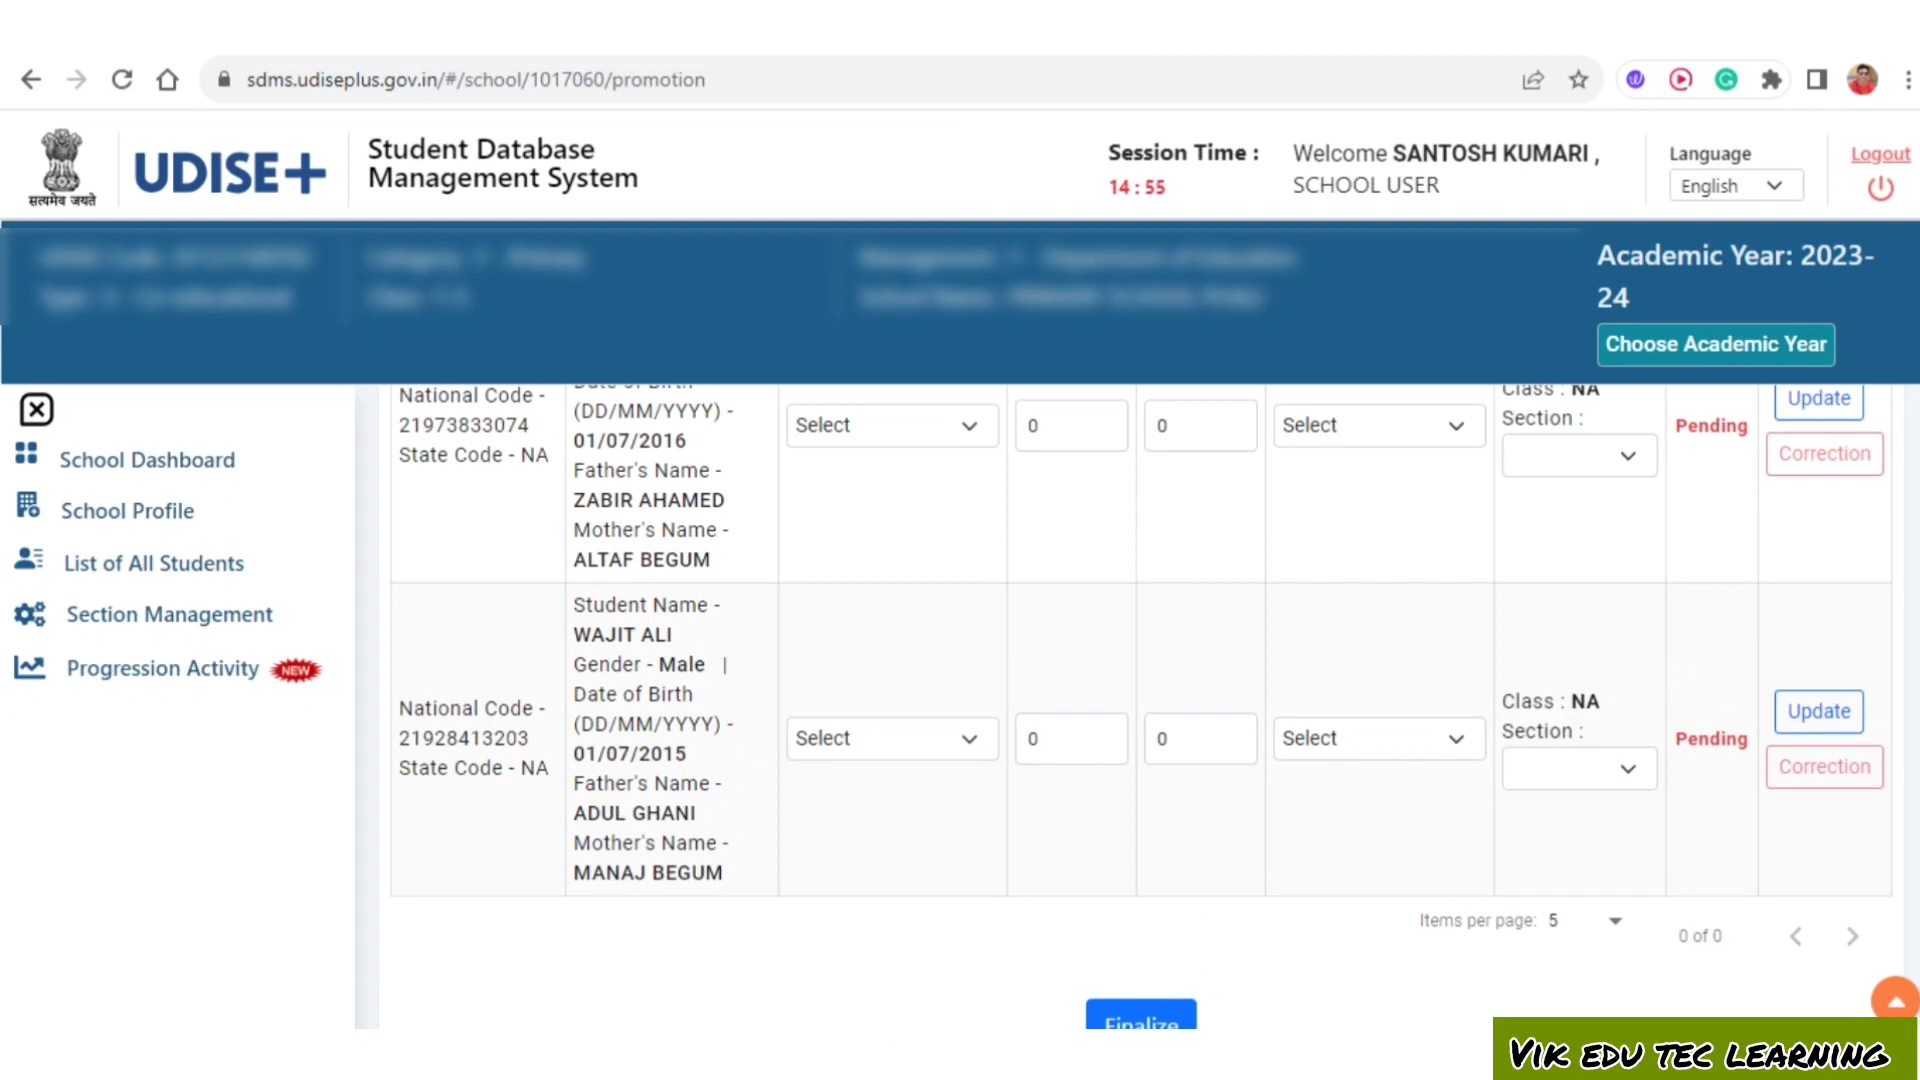 sdms.udiseplus.gov.in/#/school/1017060/promotion
सत्यमेव जयते
UDISE+
Student Database
Management System
Session Time :
14 : 55
Welcome SANTOSH KUMARI ,
SCHOOL USER
Language
English
Logout
Academic Year: 2023-
24
Choose Academic Year
School Dashboard
School Profile
List of All Students
Section Management
Progression Activity NEW
National Code -
21973833074
State Code - NA
Date of Birth
(DD/MM/YYYY) -
01/07/2016
Father's Name -
ZABIR AHAMED
Mother's Name -
ALTAF BEGUM
Select
0
0
Select
Class : NA
Section :
Pending
Update
Correction
National Code -
21928413203
State Code - NA
Student Name -
WAJIT ALI
Gender - Male |
Date of Birth
(DD/MM/YYYY) -
01/07/2015
Father's Name -
ADUL GHANI
Mother's Name -
MANAJ BEGUM
Select
0
0
Select
Class : NA
Section :
Pending
Update
Correction
Items per page: 5
0 of 0
Finalize
VIK EDU TEC LEARNING